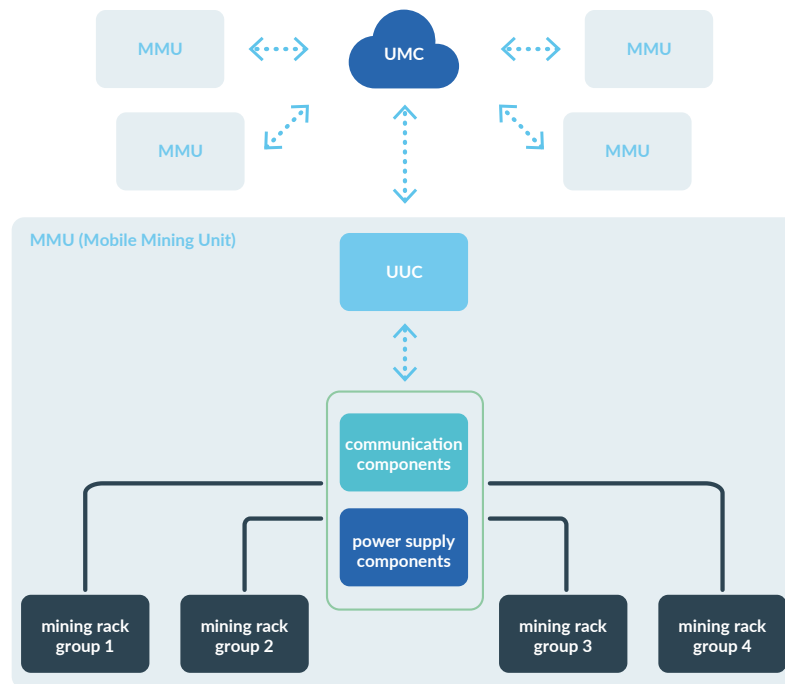 MMU
UMC
MMU
MMU
MMU
MMU (Mobile Mining Unit)
UUC
communication
components
power supply
components
mining rack
group 1
mining rack
group 2
mining rack
group 3
mining rack
group 4